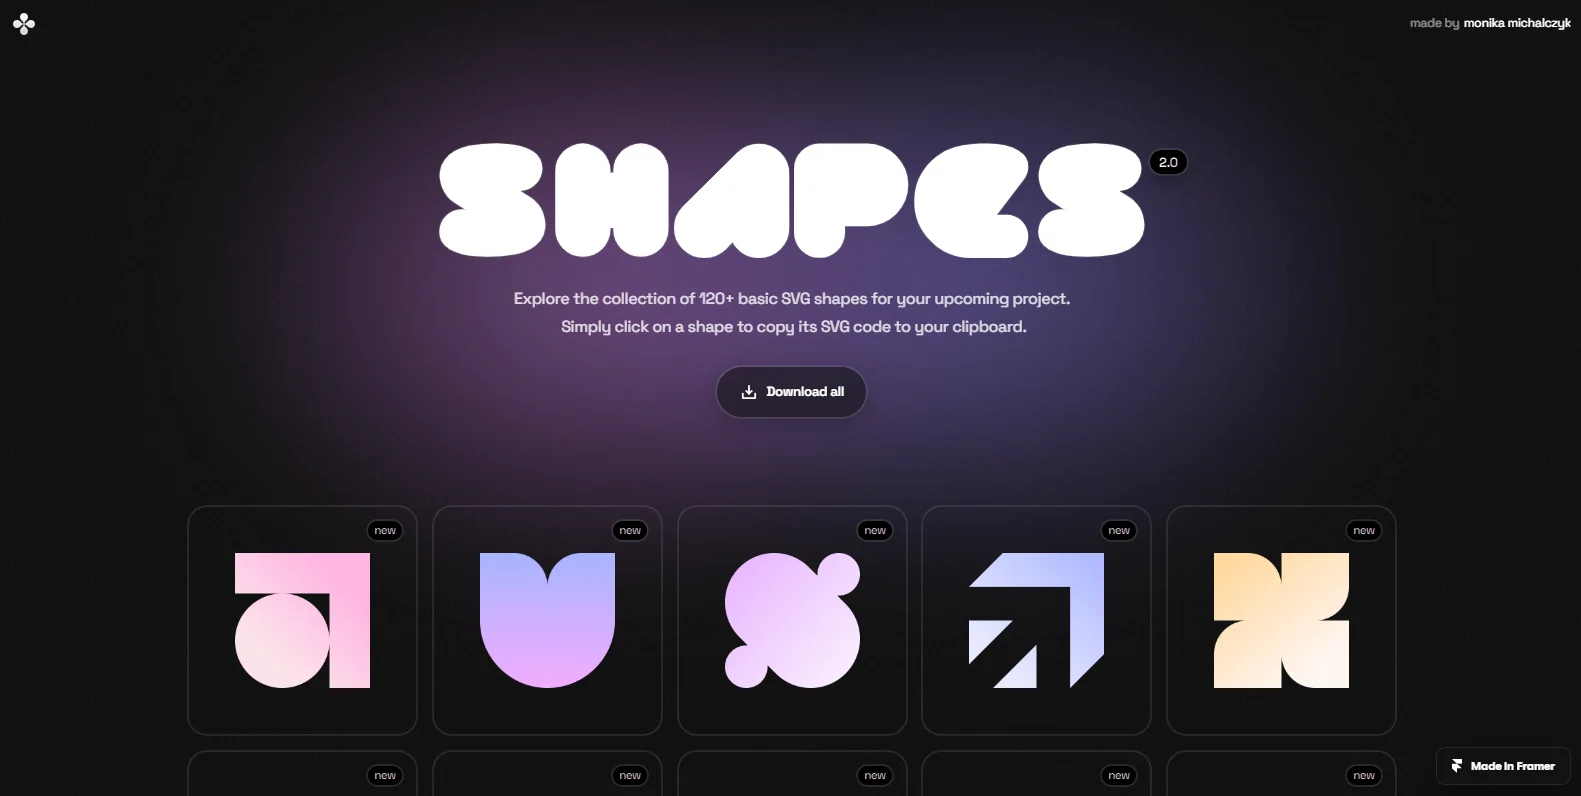 made by monika michalczyk
SHAPES
2.0
Explore the collection of 120+ basic SVG shapes for your upcoming project.
Simply click on a shape to copy its SVG code to your clipboard.
Download all
new
new
new
new
new
new
new
new
new
new
Made in Framer